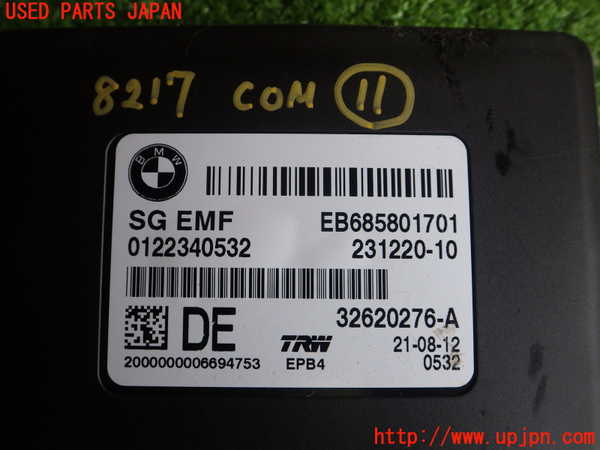 USED PARTS JAPAN
8217 COM 11
BMW
SG EMF EB685801701
0122340532 231220-10
32620276-A
DE TRW 21-08-12
2000000006694753 EPB4 0532
http://www.upjpn.com/